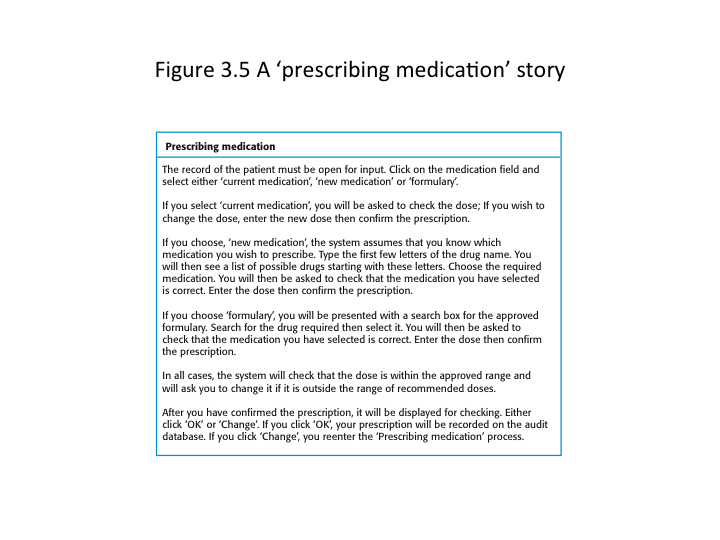 Figure 3.5 A ‘prescribing medication’ story
Prescribing medication
The record of the patient must be open for input. Click on the medication field and
select either ‘current medication’, ‘new medication’ or ‘formulary’.
If you select ‘current medication’, you will be asked to check the dose; If you wish to
change the dose, enter the new dose then confirm the prescription.
If you choose, ‘new medication’, the system assumes that you know which
medication you wish to prescribe. Type the first few letters of the drug name. You
will then see a list of possible drugs starting with these letters. Choose the required
medication. You will then be asked to check that the medication you have selected
is correct. Enter the dose then confirm the prescription.
If you choose ‘formulary’, you will be presented with a search box for the approved
formulary. Search for the drug required then select it. You will then be asked to
check that the medication you have selected is correct. Enter the dose then confirm
the prescription.
In all cases, the system will check that the dose is within the approved range and
will ask you to change it if it is outside the range of recommended doses.
After you have confirmed the prescription, it will be displayed for checking. Either
click ‘OK’ or ‘Change’. If you click ‘OK’, your prescription will be recorded on the audit
database. If you click ‘Change’, you reenter the ‘Prescribing medication’ process.